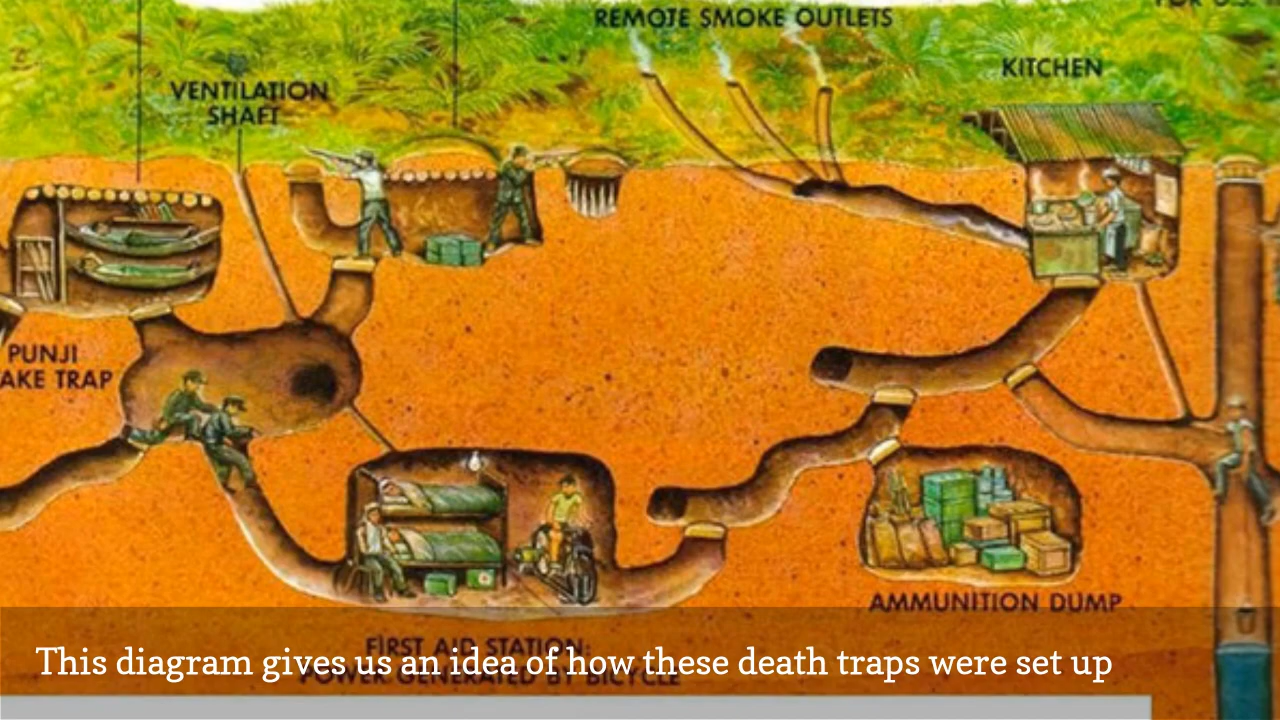 REMOTE SMOKE OUTLETS
KITCHEN
VENTILATION
SHAFT
PUNJI
AKE TRAP
AMMUNITION DUMP
FIRST AID STATION:
POWER GENERATED BY BICYCLE
This diagram gives us an idea of how these death traps were set up